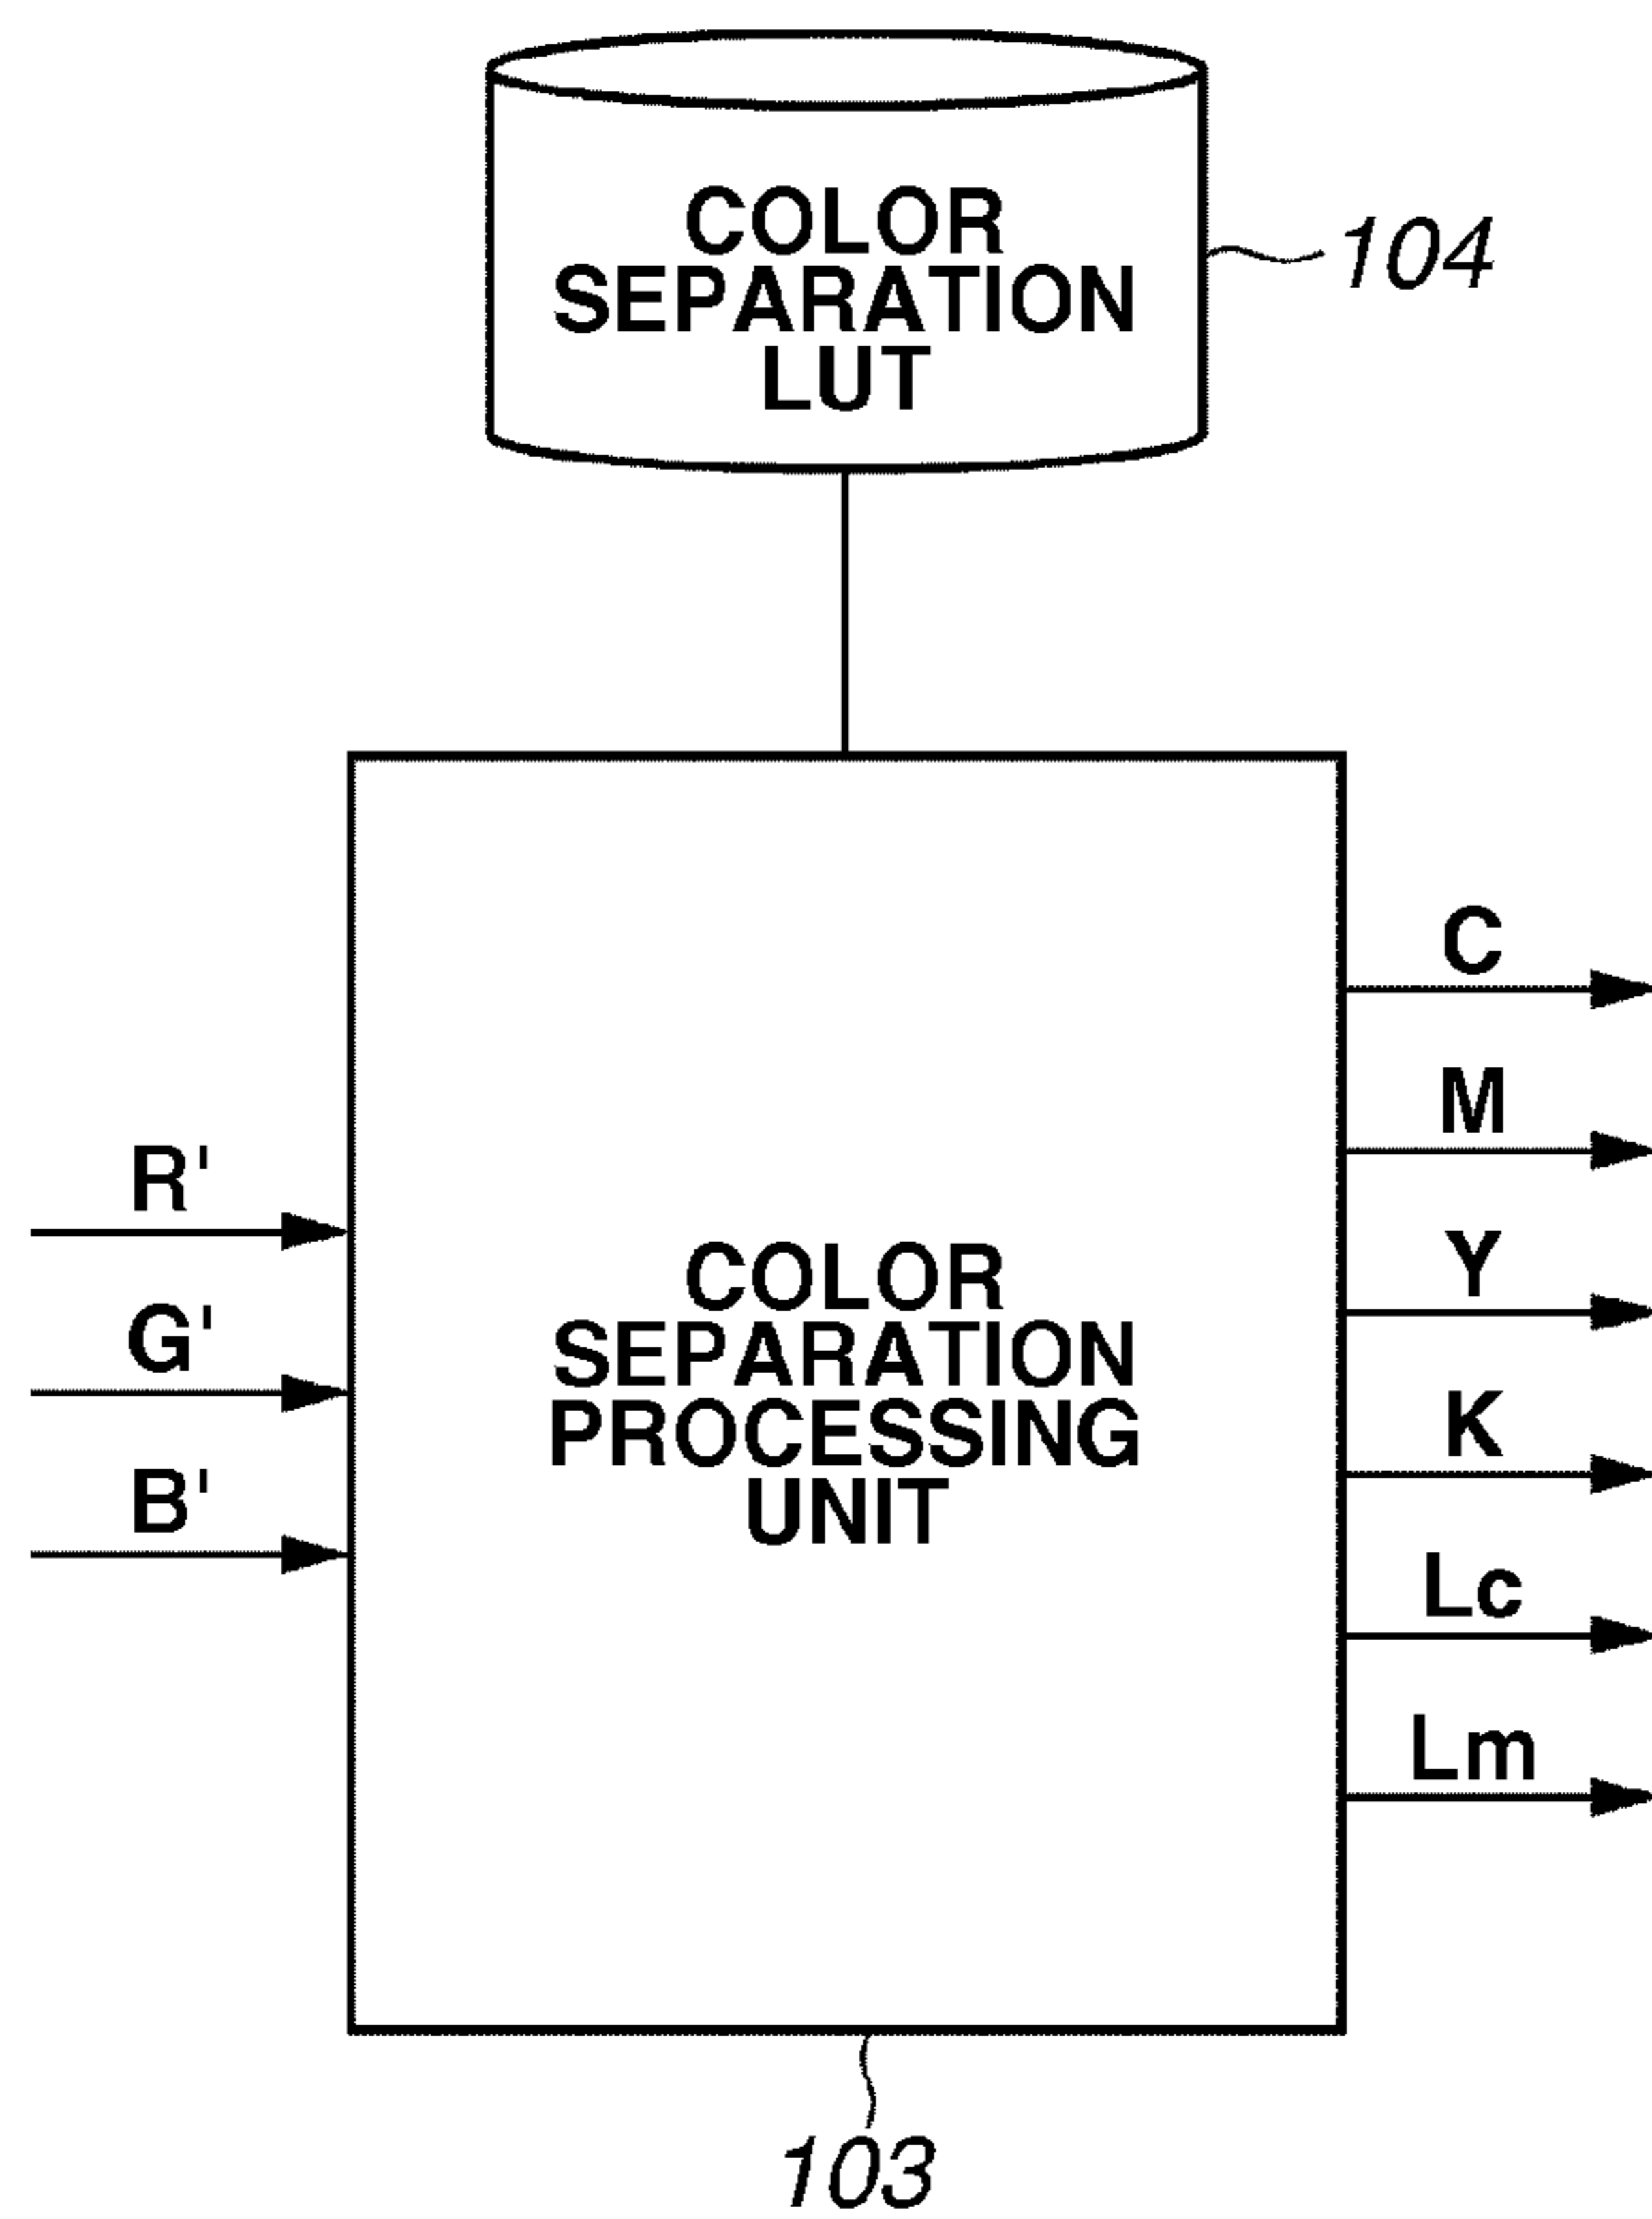 COLOR
SEPARATION
LUT
104
R'
G'
B'
COLOR
SEPARATION
PROCESSING
UNIT
C
M
Y
K
Lc
Lm
103